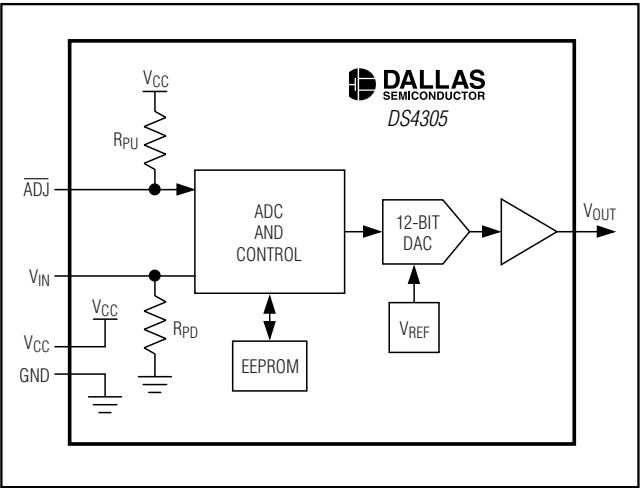 DALLAS
SEMICONDUCTOR
DS4305
VCC
RPU
ADJ
ADC
AND
CONTROL
12-BIT
DAC
VOUT
VIN
VCC
RPD
VREF
VCC
EEPROM
GND